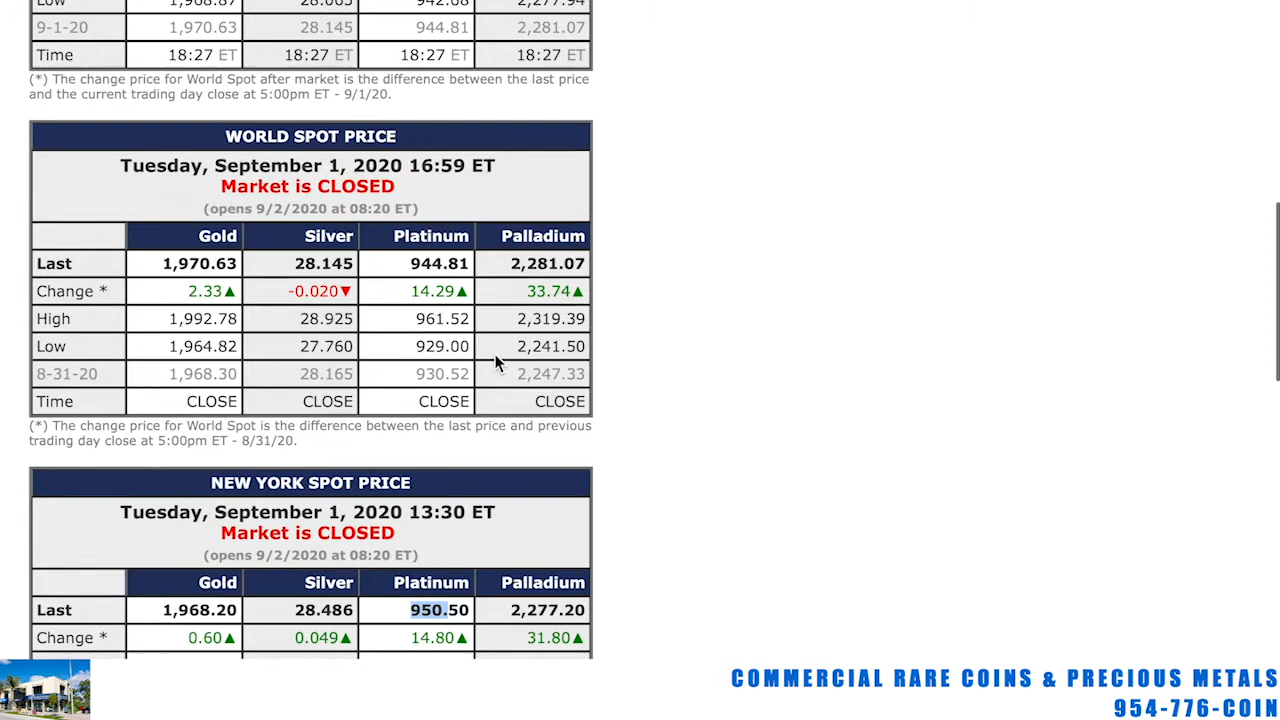 Low 1,968.87 28.065 942.68 2,277.94
9-1-20 1,970.63 28.145 944.81 2,281.07
Time 18:27 ET 18:27 ET 18:27 ET 18:27 ET
(*) The change price for World Spot after market is the difference between the last price
and the current trading day close at 5:00pm ET - 9/1/20.
WORLD SPOT PRICE
Tuesday, September 1, 2020 16:59 ET
Market is CLOSED
(opens 9/2/2020 at 08:20 ET)
Gold Silver Platinum Palladium
Last 1,970.63 28.145 944.81 2,281.07
Change * 2.33▲ -0.020▼ 14.29▲ 33.74▲
High 1,992.78 28.925 961.52 2,319.39
Low 1,964.82 27.760 929.00 2,241.50
8-31-20 1,968.30 28.165 930.52 2,247.33
Time CLOSE CLOSE CLOSE CLOSE
(*) The change price for World Spot is the difference between the last price and previous
trading day close at 5:00pm ET - 8/31/20.
NEW YORK SPOT PRICE
Tuesday, September 1, 2020 13:30 ET
Market is CLOSED
(opens 9/2/2020 at 08:20 ET)
Gold Silver Platinum Palladium
Last 1,968.20 28.486 950.50 2,277.20
Change * 0.60▲ 0.049▲ 14.80▲ 31.80▲
COMMERCIAL RARE COINS & PRECIOUS METALS
954-776-COIN